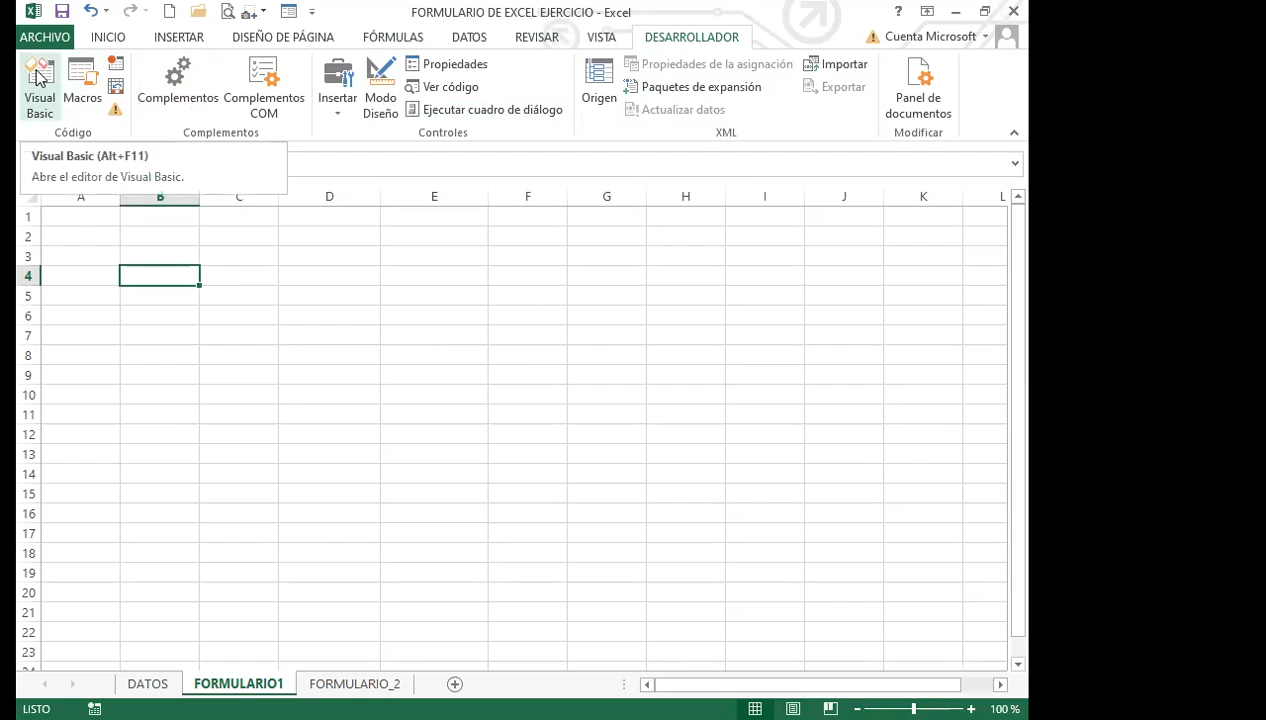 FORMULARIO DE EXCEL EJERCICIO - Excel
ARCHIVO INICIO INSERTAR DISEÑO DE PÁGINA FÓRMULAS DATOS REVISAR VISTA DESARROLLADOR Cuenta Microsoft
Visual Basic
Macros
Código
Complementos
Complementos COM
Complementos
Insertar
Modo Diseño
Propiedades
Ver código
Ejecutar cuadro de diálogo
Controles
Origen
Propiedades de la asignación
Paquetes de expansión
Actualizar datos
Importar
Exportar
XML
Panel de documentos
Modificar
Visual Basic (Alt+F11)
Abre el editor de Visual Basic.
A B C D E F G H I J K L
1
2
3
4
5
6
7
8
9
10
11
12
13
14
15
16
17
18
19
20
21
22
23
DATOS FORMULARIO1 FORMULARIO_2
LISTO 100 %